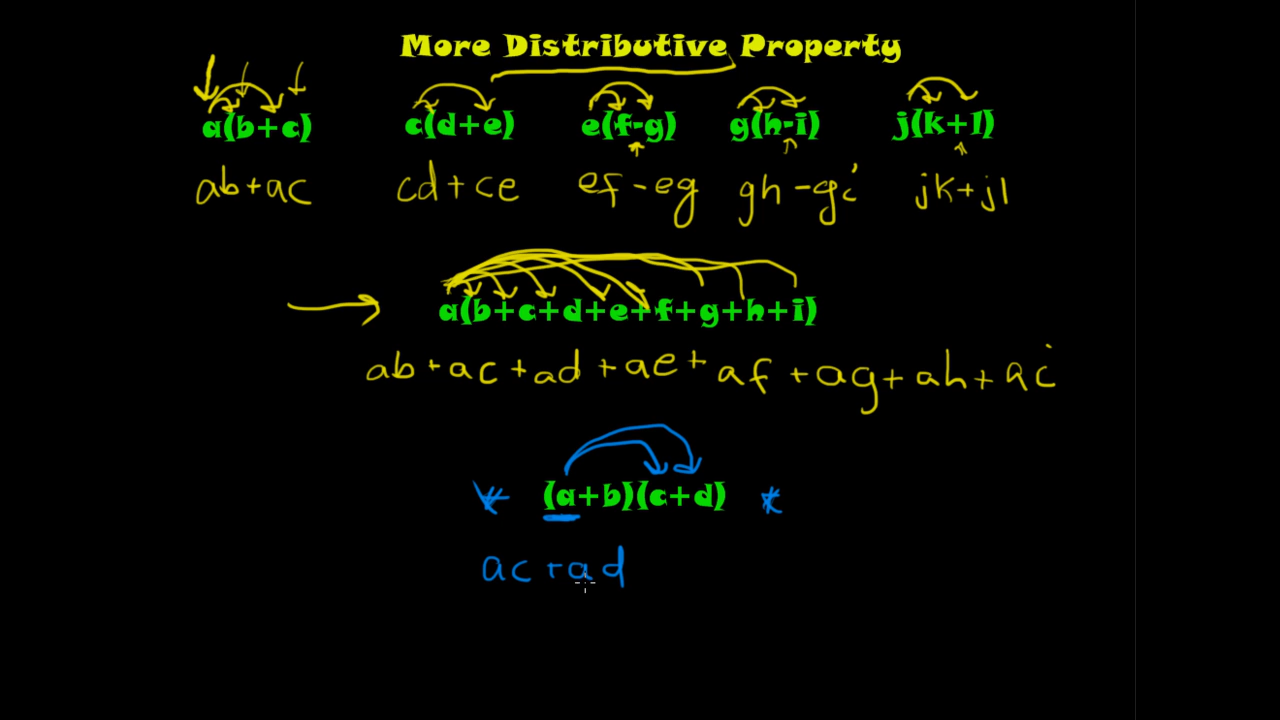 More Distributive Property
a(b+c) c(d+e) e(f-g) g(h-i) j(k+l)
ab+ac cd+ce ef-eg gh-gi jk+jl
a(b+c+d+e+f+g+h+i)
ab+ac+ad+ae+af+ag+ah+ai
(a+b)(c+d)
ac+ad